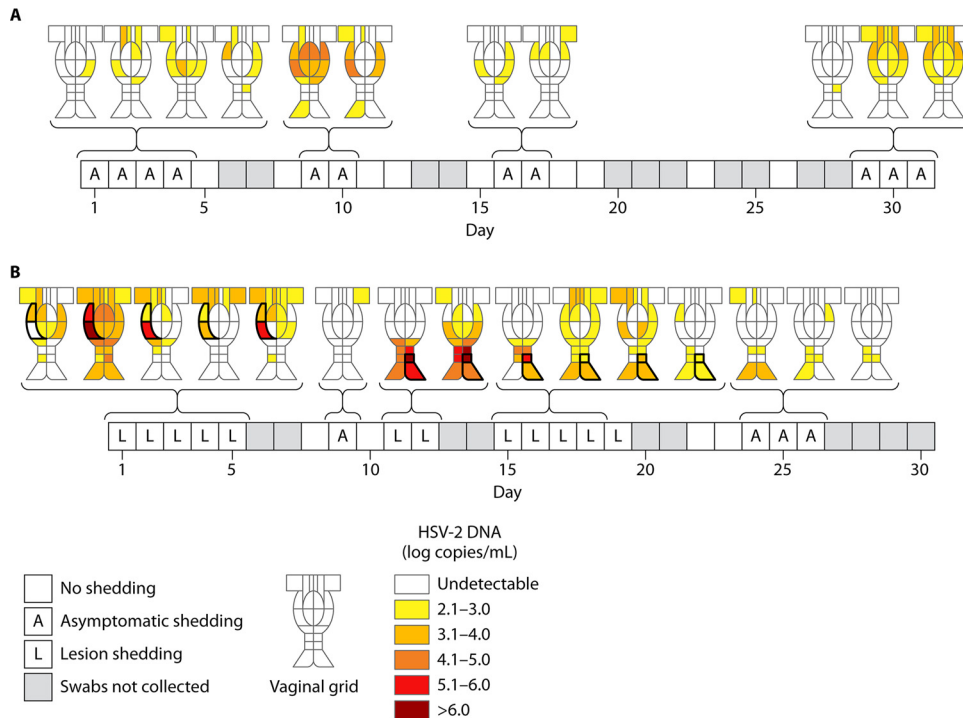 A
A A A A A A A A A A A
1 5 10 15 20 25 30
Day
B
L L L L L A L L L L L L L A A A
1 5 10 15 20 25 30
Day
HSV-2 DNA
(log copies/mL)
No shedding
Asymptomatic shedding
Lesion shedding
Swabs not collected
Vaginal grid
A
L
Undetectable
2.1–3.0
3.1–4.0
4.1–5.0
5.1–6.0
>6.0